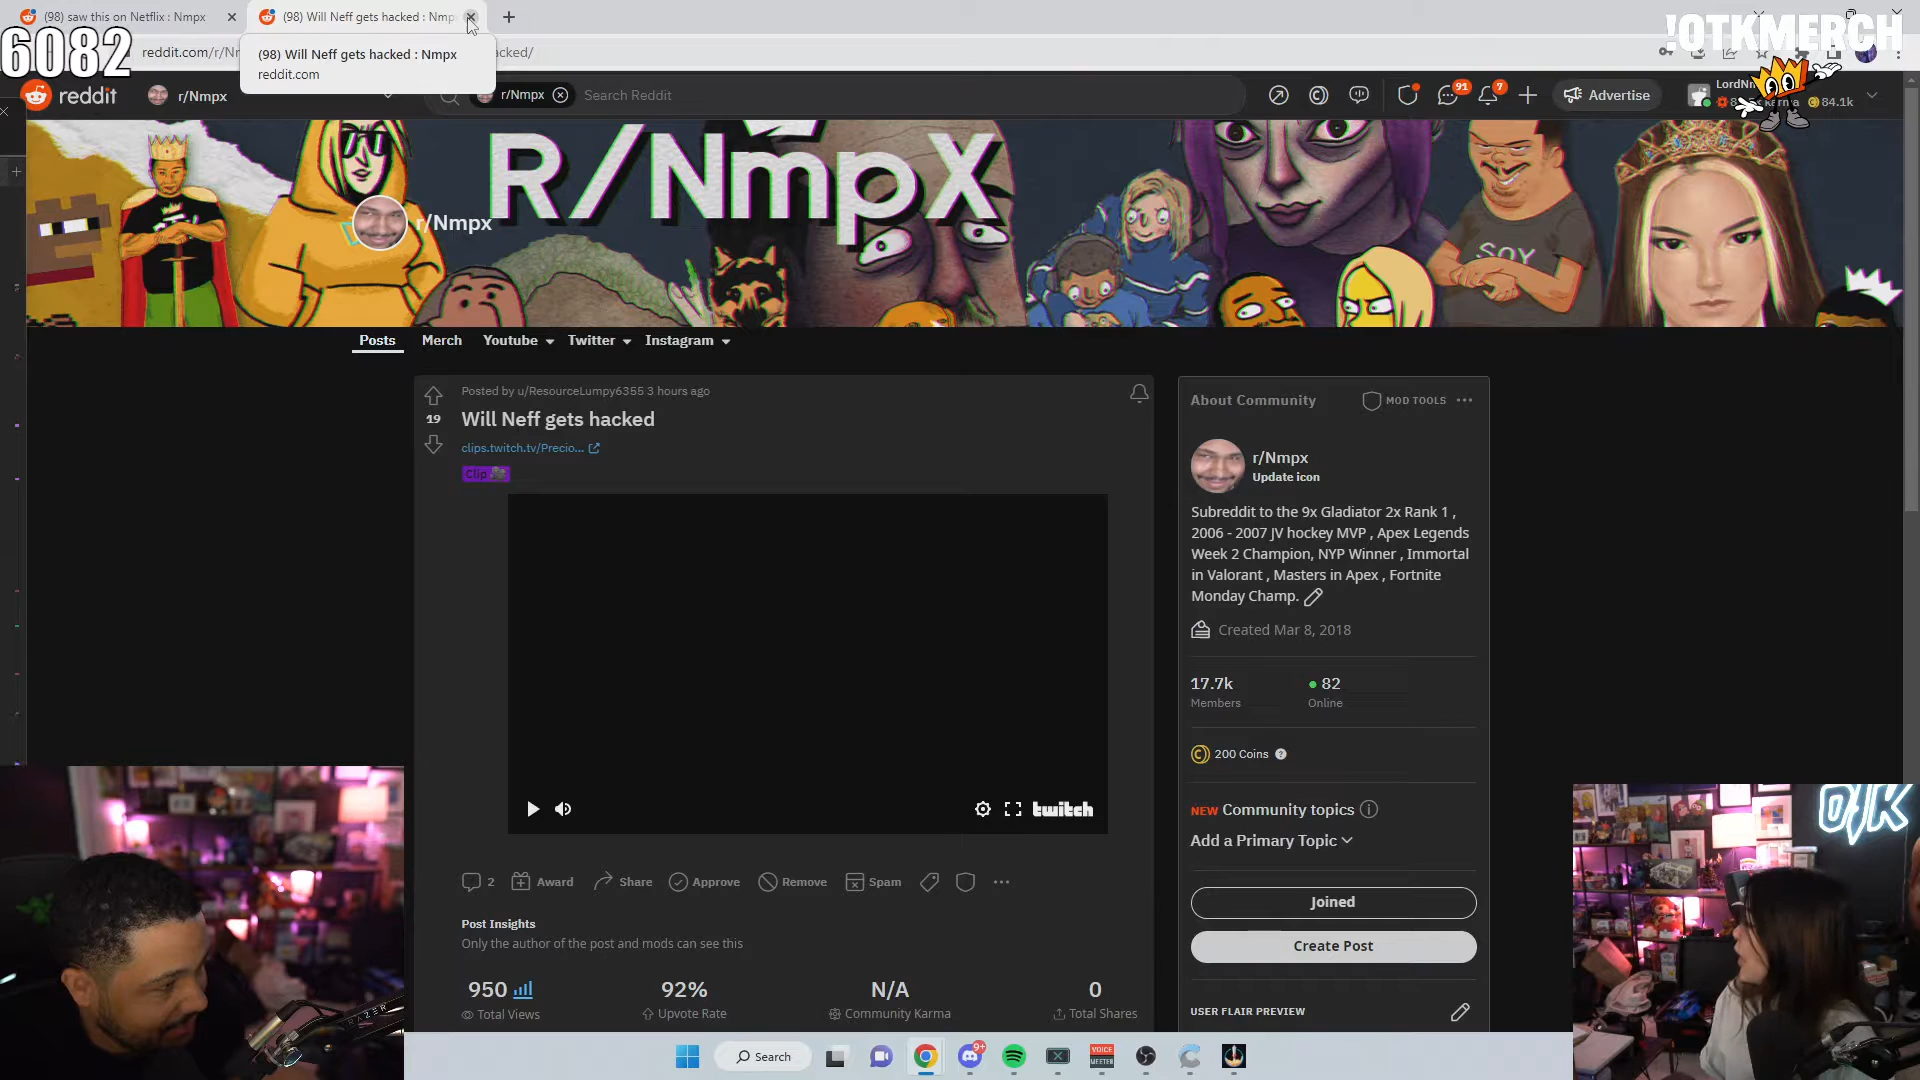 (98) saw this on Netflix : Nmpx
(98) Will Neff gets hacked : Nmp
6082
reddit.com/r/N
acked/
(98) Will Neff gets hacked : Nmpx
reddit.com
!OTKMERCH
reddit
r/Nmpx
r/Nmpx
Search Reddit
91
7
Advertise
84.1k
R/NmpX
r/Nmpx
SOY
Posts
Merch
Youtube
Twitter
Instagram
Posted by u/ResourceLumpy6355 3 hours ago
19
Will Neff gets hacked
clips.twitch.tv/Precio...
Clip
twitch
2
Award
Share
Approve
Remove
Spam
Post Insights
Only the author of the post and mods can see this
950
92%
N/A
0
Total Views
Upvote Rate
Community Karma
Total Shares
About Community
MOD TOOLS
r/Nmpx
Update icon
Subreddit to the 9x Gladiator 2x Rank 1 ,
2006 - 2007 JV hockey MVP , Apex Legends
Week 2 Champion, NYP Winner , Immortal
in Valorant , Masters in Apex , Fortnite
Monday Champ.
Created Mar 8, 2018
17.7k
82
Members
Online
200 Coins
NEW Community topics
Add a Primary Topic
Joined
Create Post
USER FLAIR PREVIEW
OTK
RAZER
Search
9+
VOICE
MEETER